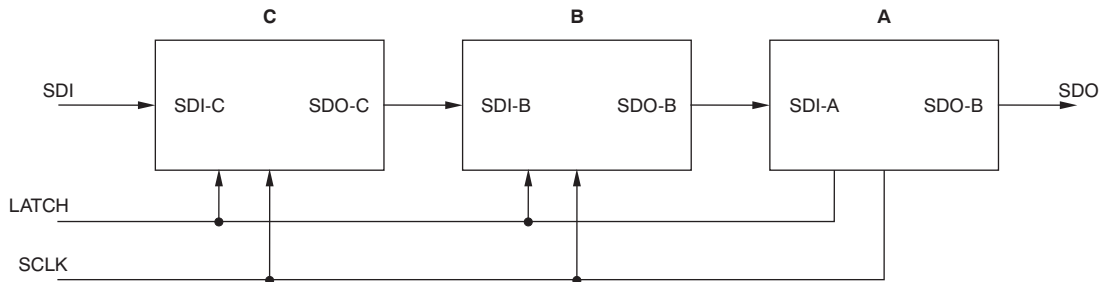 C B A
SDI SDI-C SDO-C SDI-B SDO-B SDI-A SDO-B SDO
LATCH
SCLK